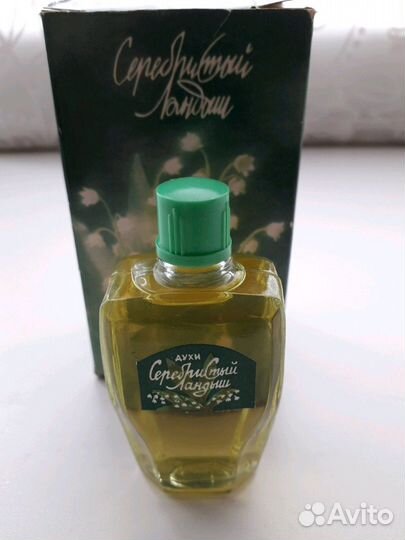 Серебристый
Ландыш
ДУХИ
Серебристый
Ландыш
Avito